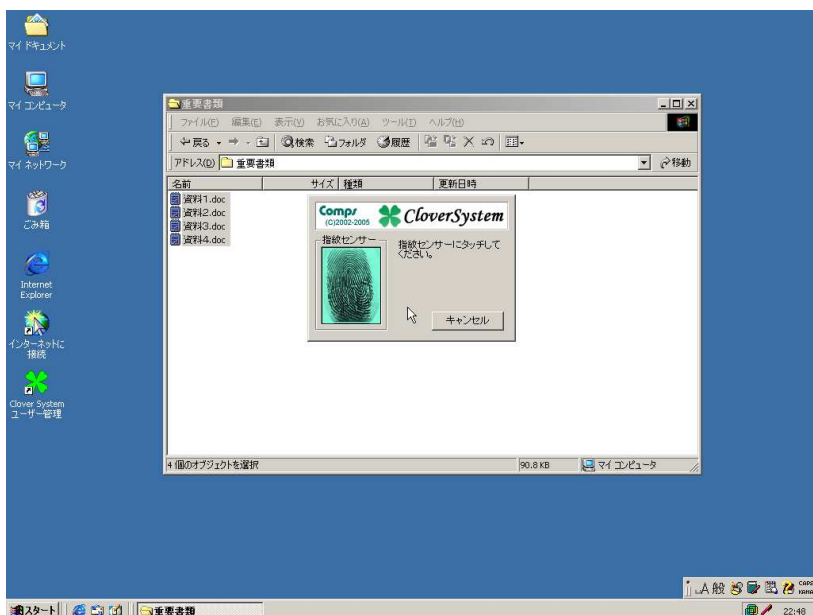 マイ ドキュメント
マイ コンピュータ
マイ ネットワーク
ごみ箱
Internet
Explorer
インターネットに
接続
Clover System
ユーザー管理
重要書類
ファイル(F) 編集(E) 表示(V) お気に入り(A) ツール(T) ヘルプ(H)
戻る 検索 フォルダ 履歴
アドレス(D) 重要書類 移動
名前 サイズ 種類 更新日時
資料1.doc
資料2.doc
資料3.doc
資料4.doc
Comps CloverSystem
(C)2002-2005
指紋センサー
指紋センサーにタッチして
ください。
キャンセル
4 個のオブジェクトを選択 90.8 KB マイ コンピュータ
A 般 CAPS
KANA
スタート 重要書類 22:48